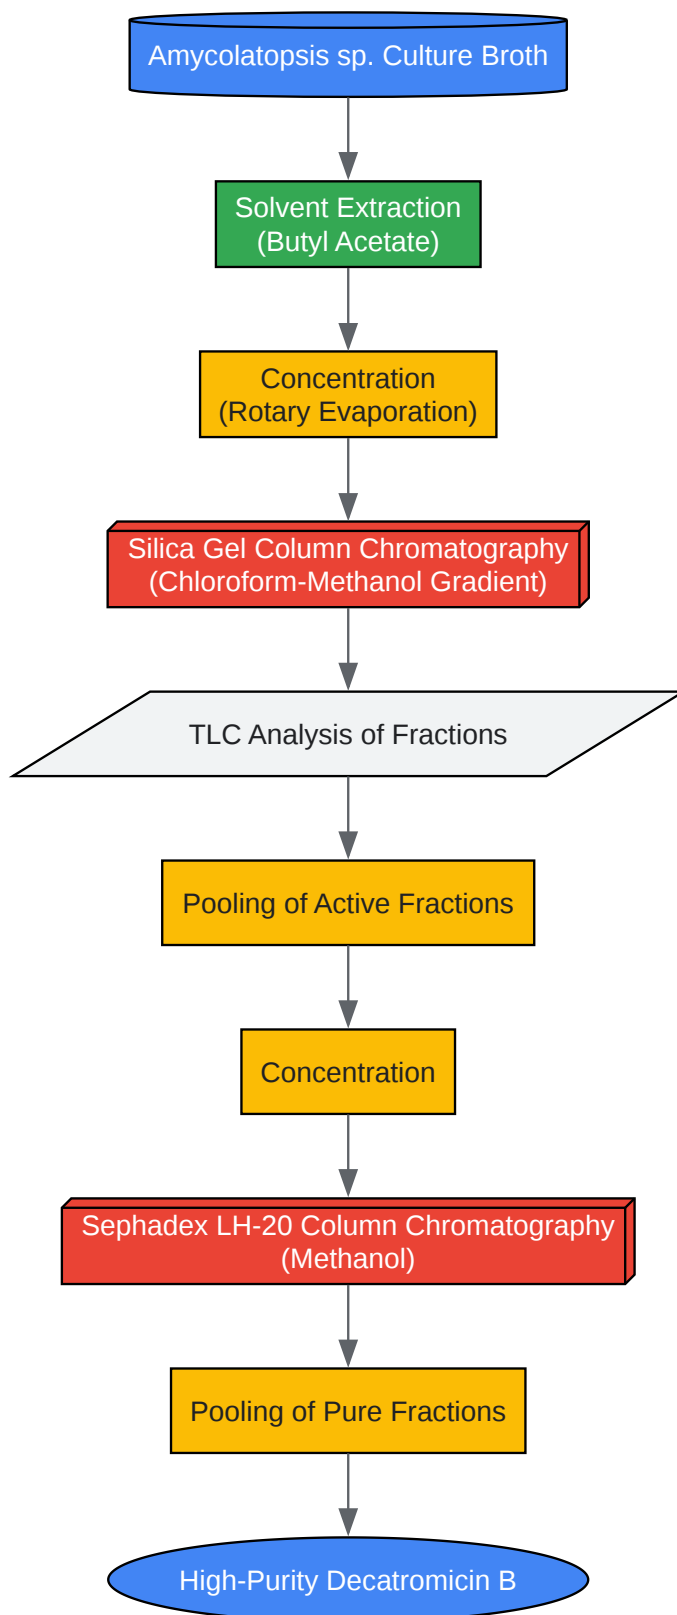 Amycolatopsis sp. Culture Broth
Solvent Extraction
(Butyl Acetate)
Concentration
(Rotary Evaporation)
Silica Gel Column Chromatography
(Chloroform-Methanol Gradient)
TLC Analysis of Fractions
Pooling of Active Fractions
Concentration
Sephadex LH-20 Column Chromatography
(Methanol)
Pooling of Pure Fractions
High-Purity Decatromicin B